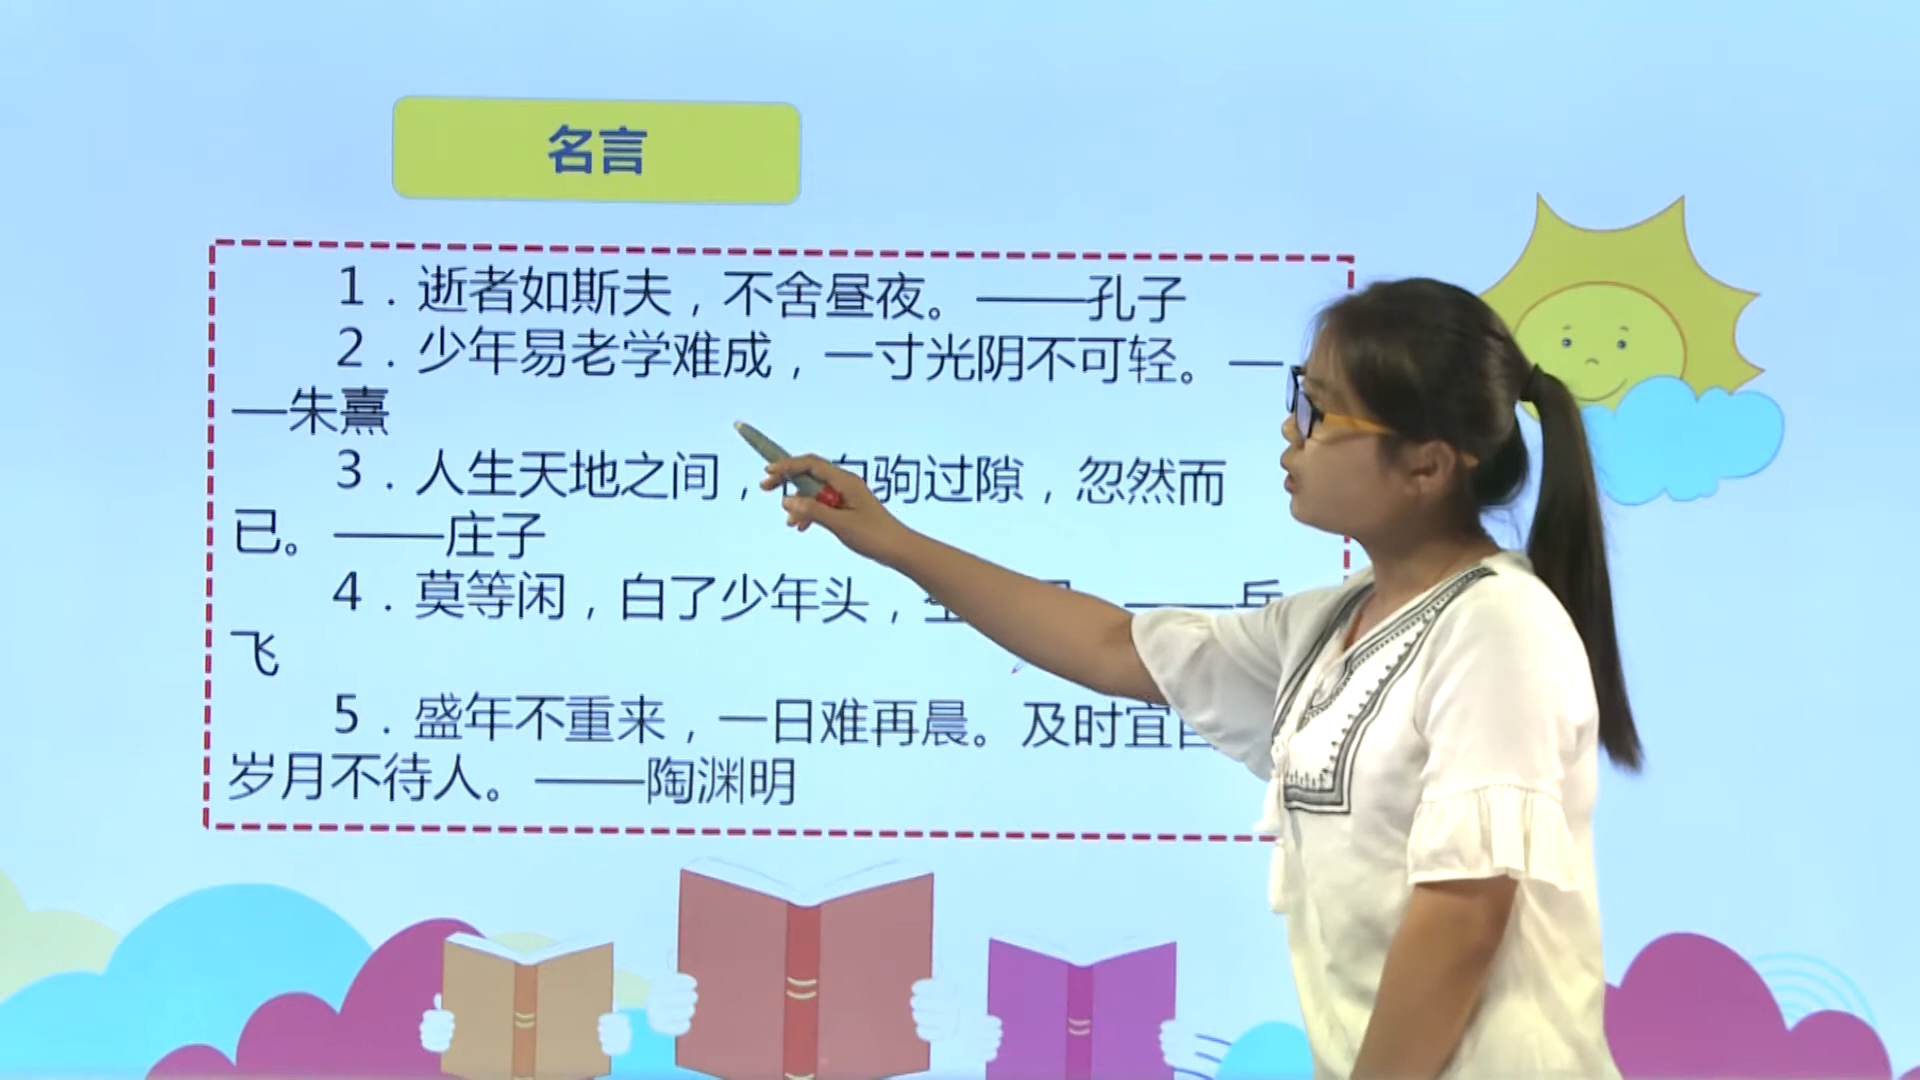 名言
1．逝者如斯夫，不舍昼夜。——孔子
2．少年易老学难成，一寸光阴不可轻。—
—朱熹
3．人生天地之间，白驹过隙，忽然而
已。——庄子
4．莫等闲，白了少年头，——岳
飞
5．盛年不重来，一日难再晨。及时宜
岁月不待人。——陶渊明